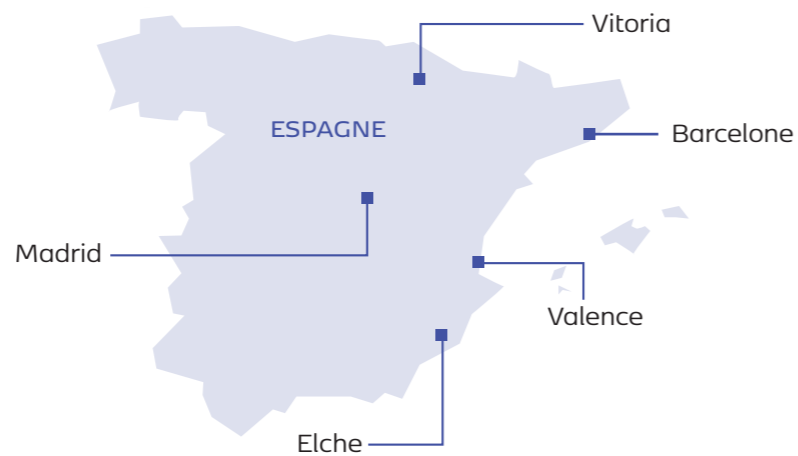 Vitoria
ESPAGNE
Barcelone
Madrid
Valence
Elche